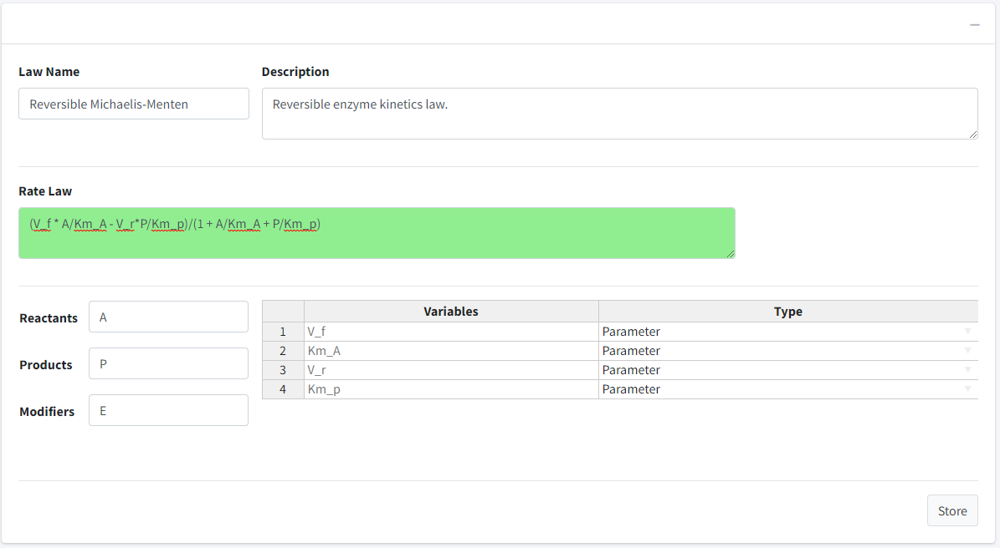 Law Name
Description
Reversible Michaelis-Menten
Reversible enzyme kinetics law.
Rate Law
(V_f * A/Km_A - V_r*P/Km_p)/(1 + A/Km_A + P/Km_p)
Reactants
A
Products
P
Modifiers
E
Variables Type
1 V_f Parameter
2 Km_A Parameter
3 V_r Parameter
4 Km_p Parameter
Store